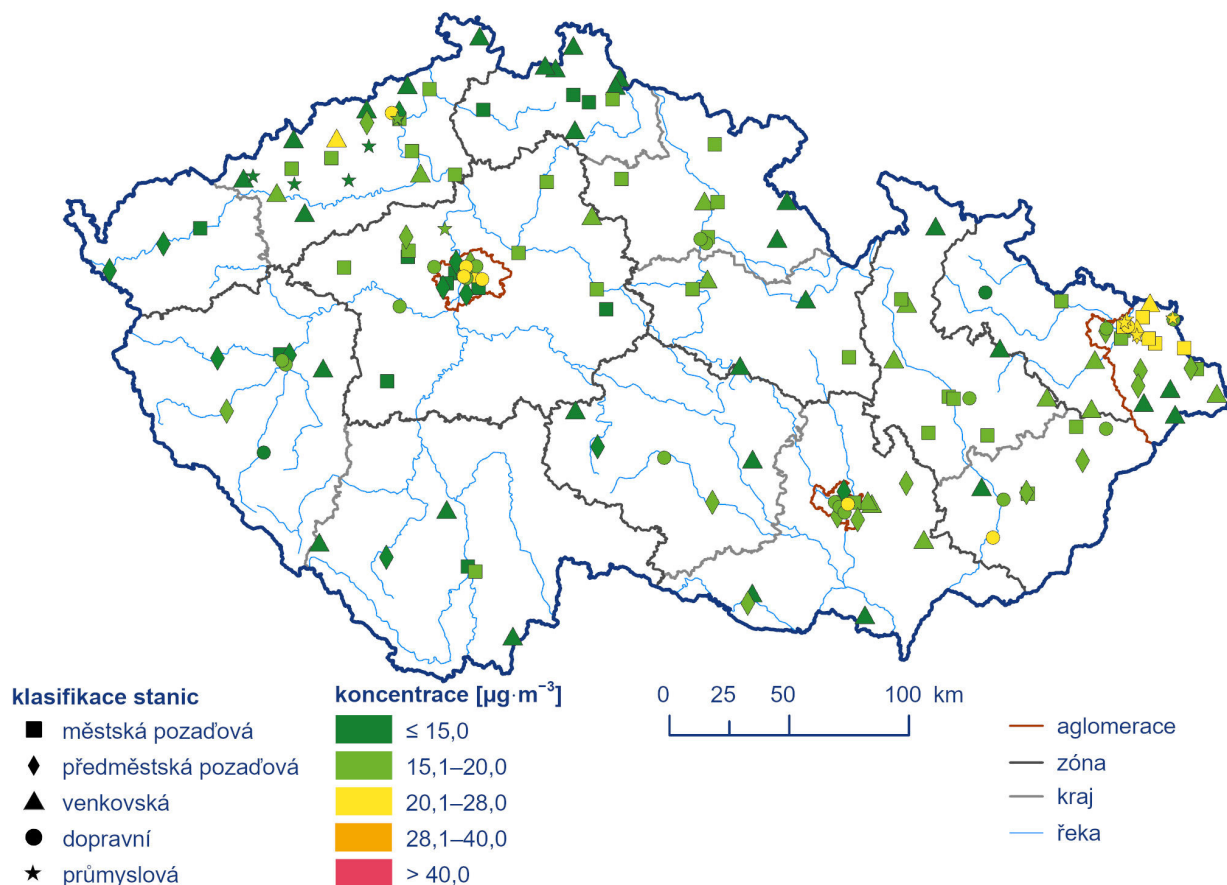 klasifikace stanic
městská pozaďová
předměstská pozaďová
venkovská
dopravní
průmyslová
koncentrace [µg·m⁻³]
≤ 15,0
15,1–20,0
20,1–28,0
28,1–40,0
> 40,0
0 25 50 100 km
aglomerace
zóna
kraj
řeka